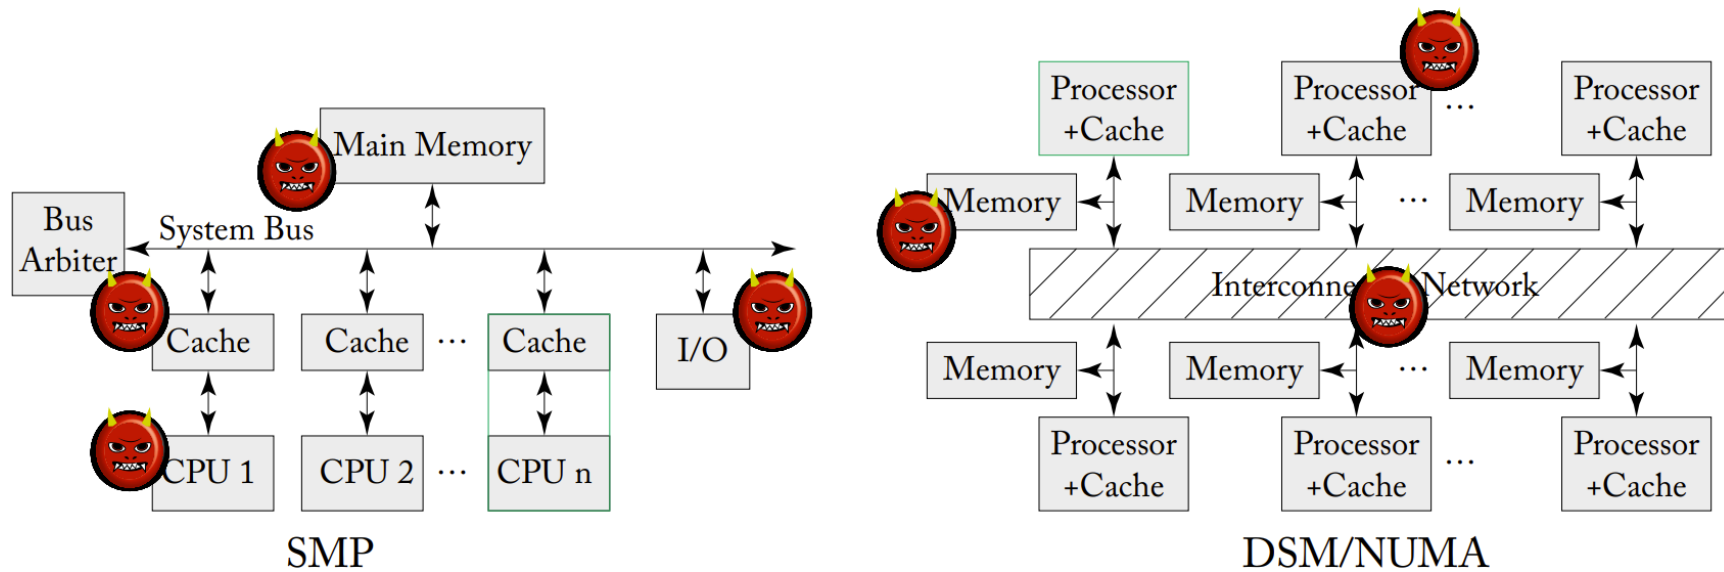 Main Memory
Bus
Arbiter
System Bus
Cache
Cache
...
Cache
I/O
CPU 1
CPU 2
...
CPU n
SMP
Processor
+Cache
Processor
+Cache
...
Processor
+Cache
Memory
Memory
...
Memory
Network
Memory
Memory
...
Memory
Processor
+Cache
Processor
+Cache
...
Processor
+Cache
DSM/NUMA